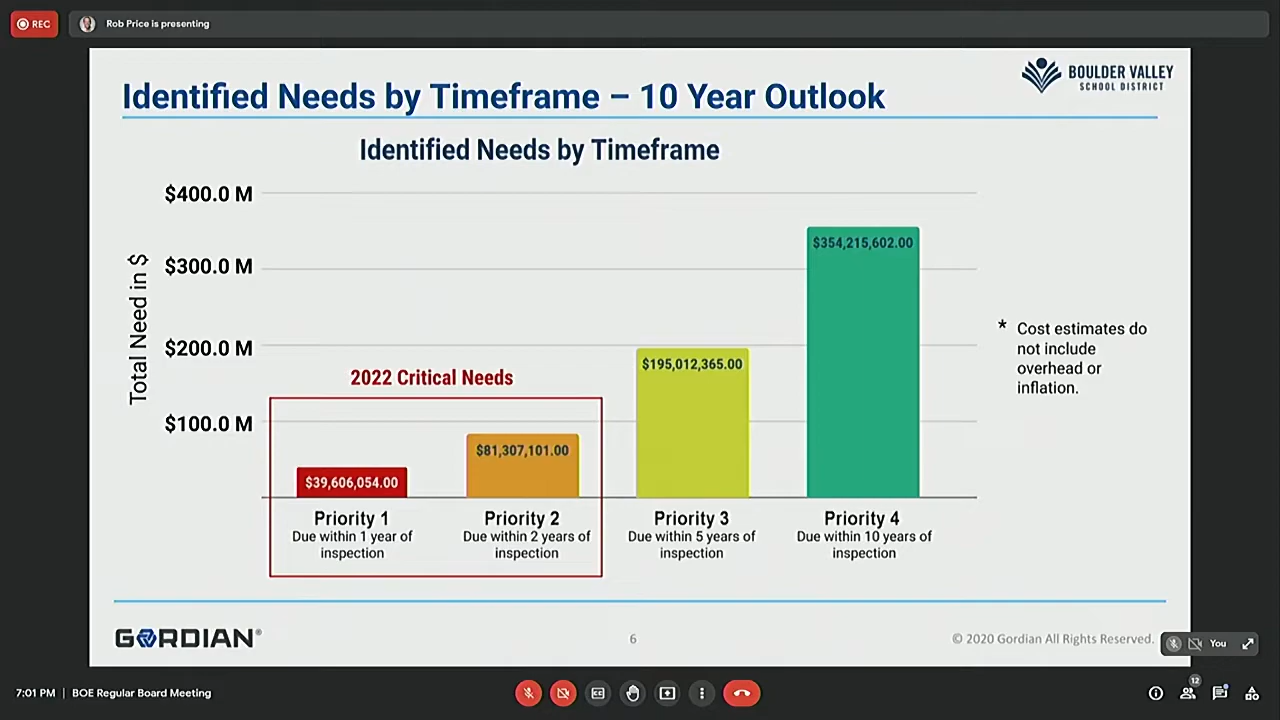 REC
Rob Price is presenting
BOULDER VALLEY
SCHOOL DISTRICT
Identified Needs by Timeframe – 10 Year Outlook
Identified Needs by Timeframe
Total Need in $
$400.0 M
$300.0 M
$200.0 M
$100.0 M
2022 Critical Needs
$39,606,054.00
$81,307,101.00
$195,012,365.00
$354,215,602.00
* Cost estimates do
not include
overhead or
inflation.
Priority 1
Due within 1 year of
inspection
Priority 2
Due within 2 years of
inspection
Priority 3
Due within 5 years of
inspection
Priority 4
Due within 10 years of
inspection
GORDIAN®
6
© 2020 Gordian All Rights Reserved.
You
7:01 PM | BOE Regular Board Meeting
12